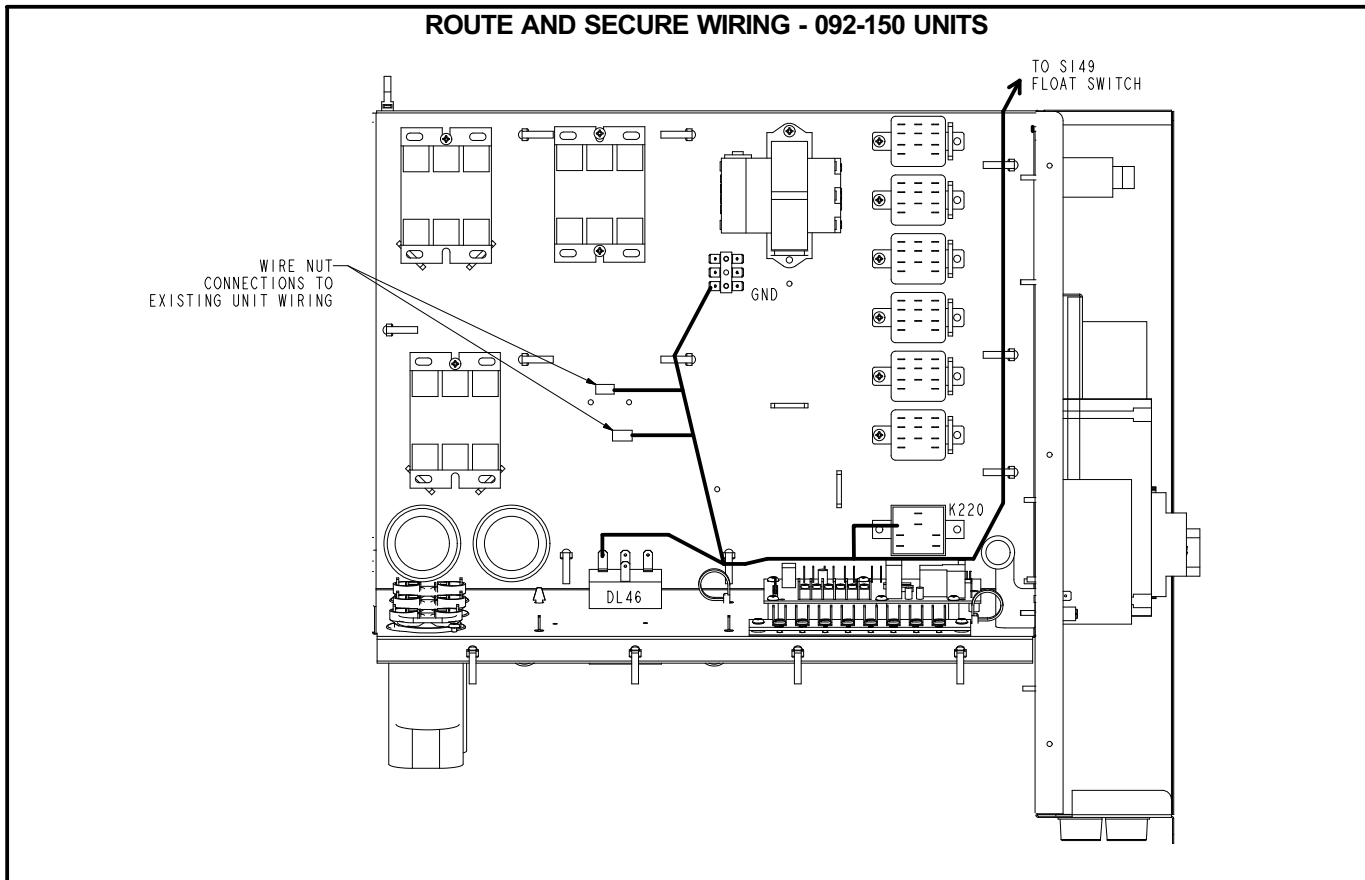 ROUTE AND SECURE WIRING - 092-150 UNITS
TO S149
FLOAT SWITCH
WIRE NUT
CONNECTIONS TO
EXISTING UNIT WIRING
GND
K220
DL46